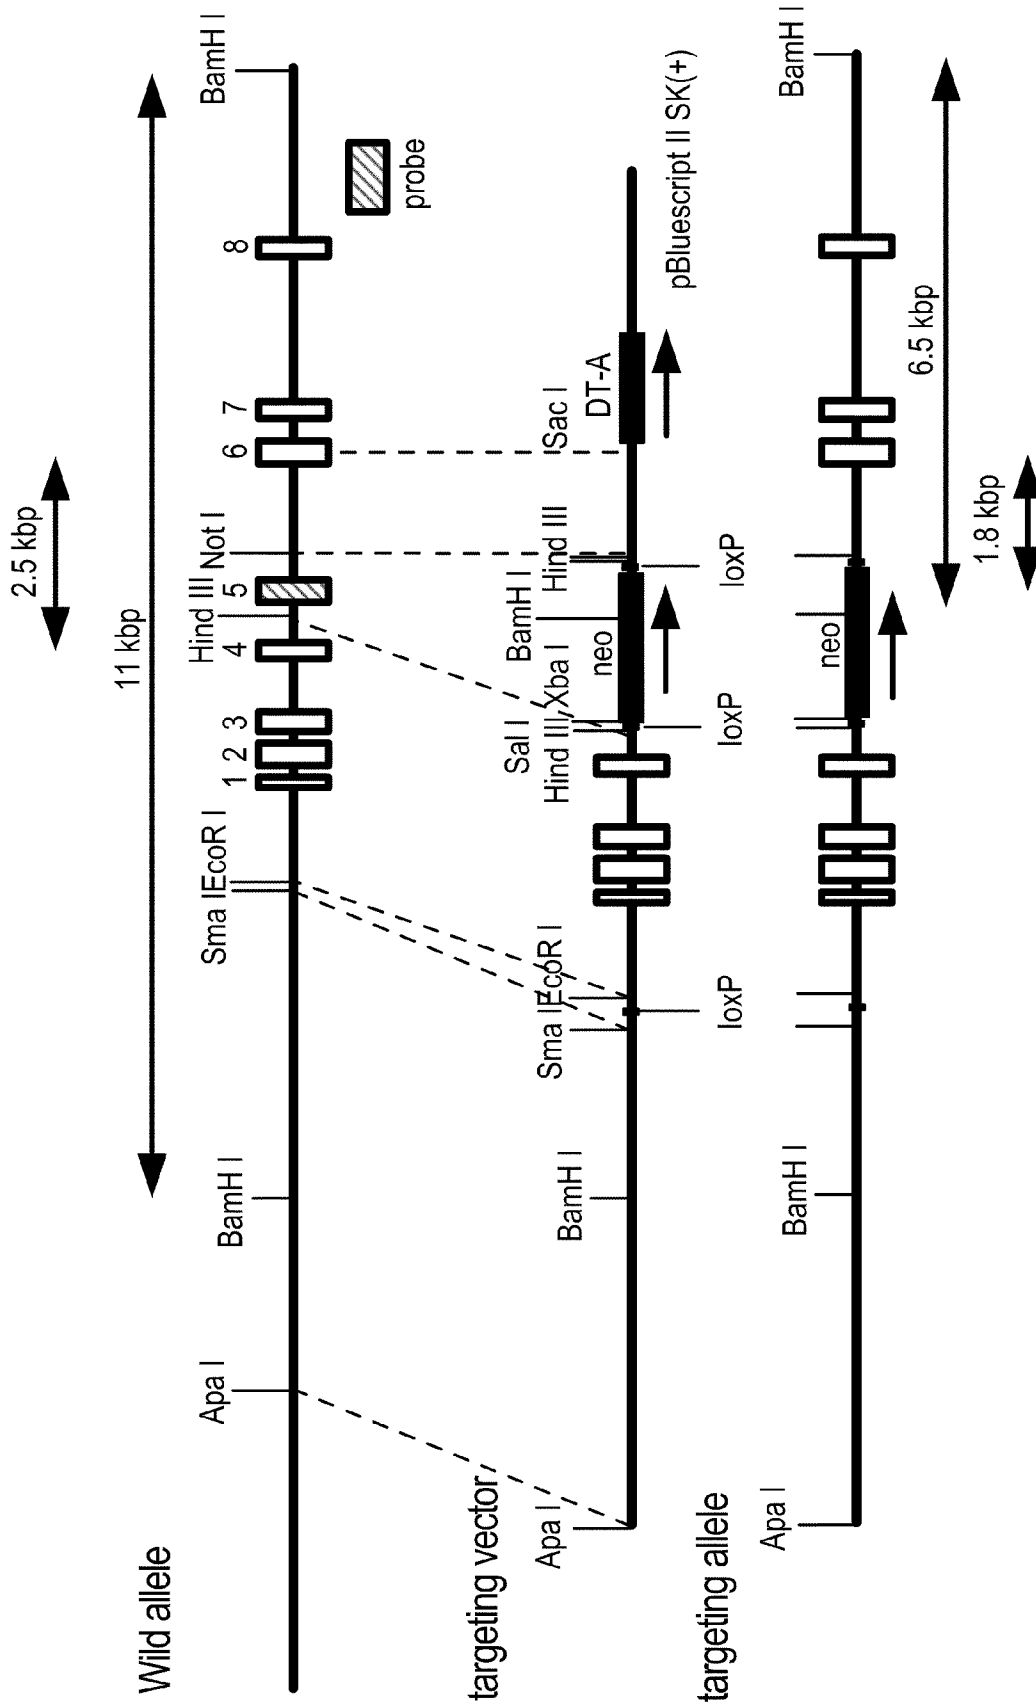 2.5 kbp
11 kbp
Wild allele
Apa I
BamH I
Sma I
EcoR I
1
2
3
4
Hind III
5
Not I
6
7
8
BamH I
probe
targeting vector
Apa I
BamH I
Sma I
EcoR I
Sal I
Hind III
Xba I
BamH I
neo
Hind III
Sac I
DT-A
loxP
loxP
loxP
pBluescript II SK(+)
targeting allele
Apa I
BamH I
neo
BamH I
6.5 kbp
1.8 kbp